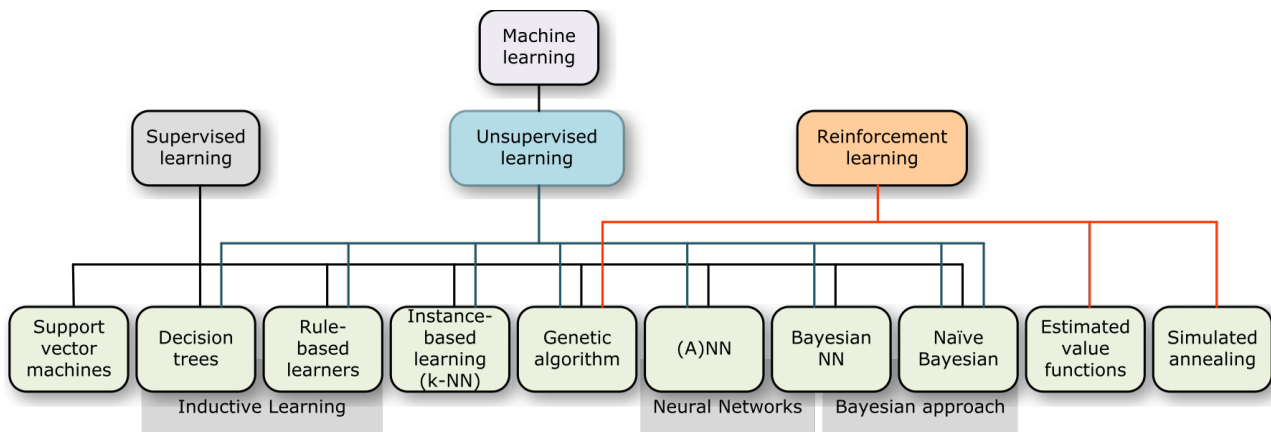 Machine
learning
Supervised
learning
Unsupervised
learning
Reinforcement
learning
Support
vector
machines
Decision
trees
Rule-
based
learners
Instance-
based
learning
(k-NN)
Genetic
algorithm
(A)NN
Bayesian
NN
Naïve
Bayesian
Estimated
value
functions
Simulated
annealing
Inductive Learning
Neural Networks
Bayesian approach